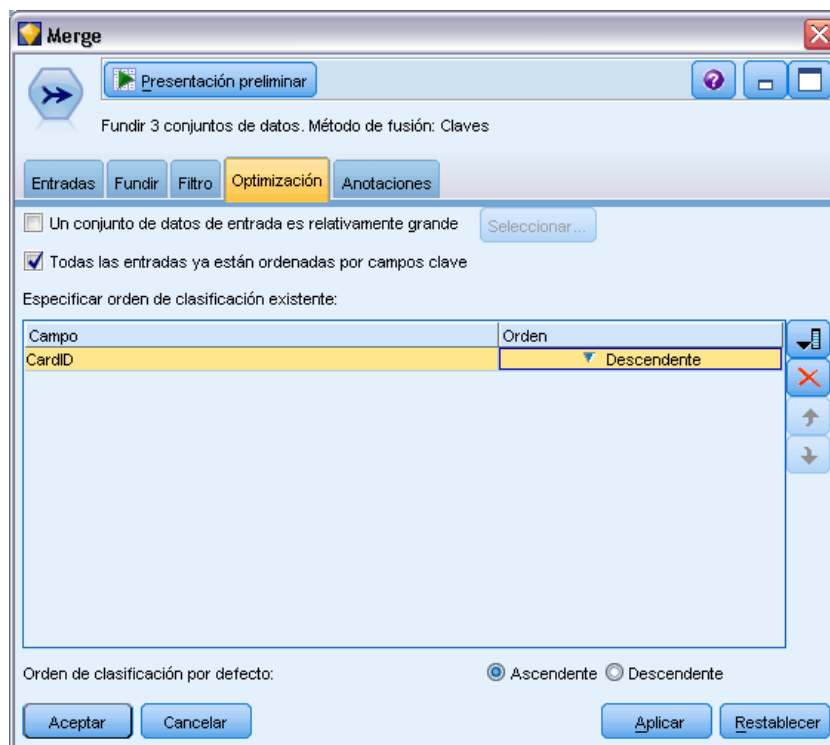 Merge
Presentación preliminar
Fundir 3 conjuntos de datos. Método de fusión: Claves
Entradas Fundir Filtro Optimización Anotaciones
Un conjunto de datos de entrada es relativamente grande Seleccionar...
Todas las entradas ya están ordenadas por campos clave
Especificar orden de clasificación existente:
Campo Orden
CardID Descendente
Orden de clasificación por defecto: Ascendente Descendente
Aceptar Cancelar Aplicar Restablecer